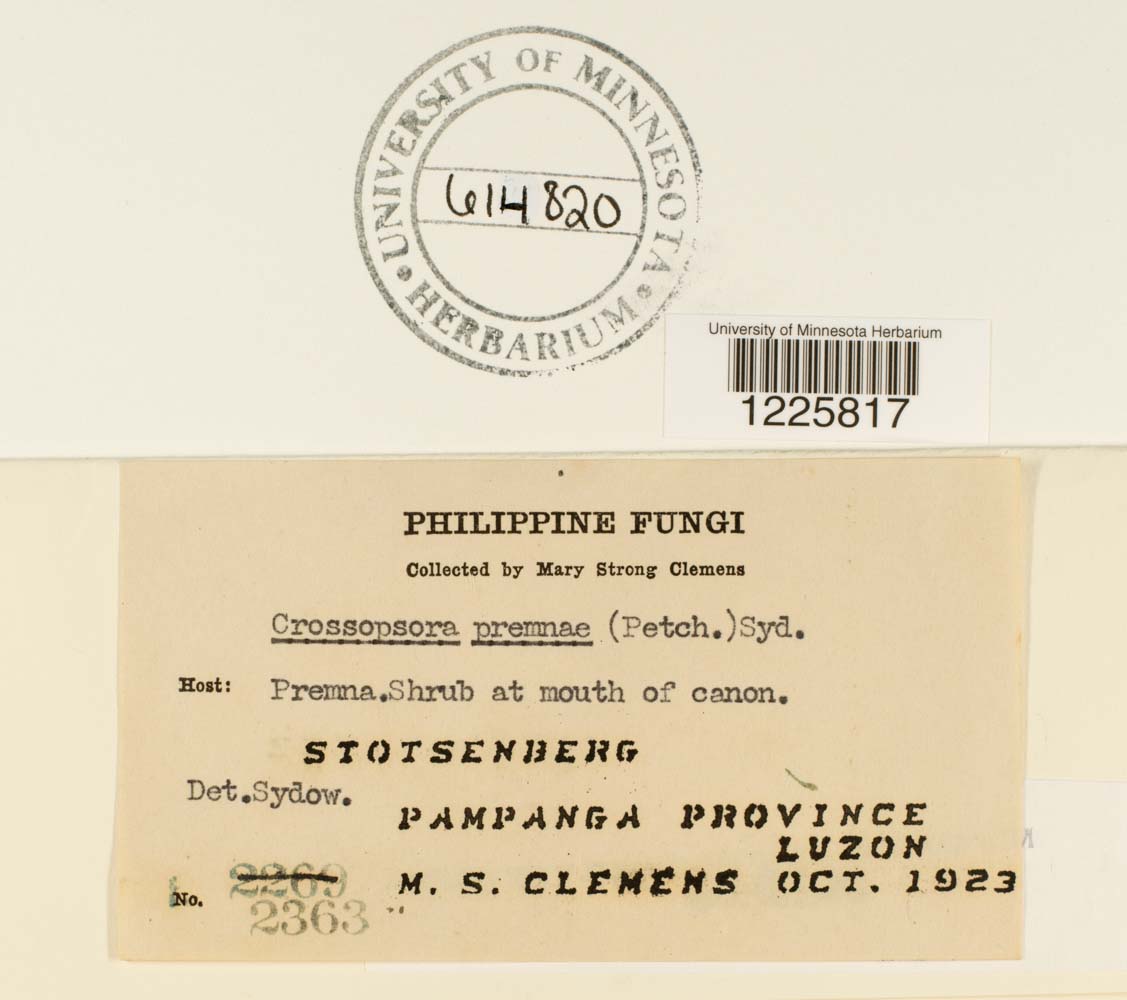 UNIVERSITY OF MINNESOTA
614820
• HERBARIUM •
University of Minnesota Herbarium
1225817
PHILIPPINE FUNGI
Collected by Mary Strong Clemens
Crossopsora premnae (Petch.)Syd.
Host: Premna.Shrub at mouth of canon.
STOTSENBERG
Det.Sydow.
PAMPANGA PROVINCE
LUZON
No. 2269 M. S. CLEMENS OCT. 1923
2363